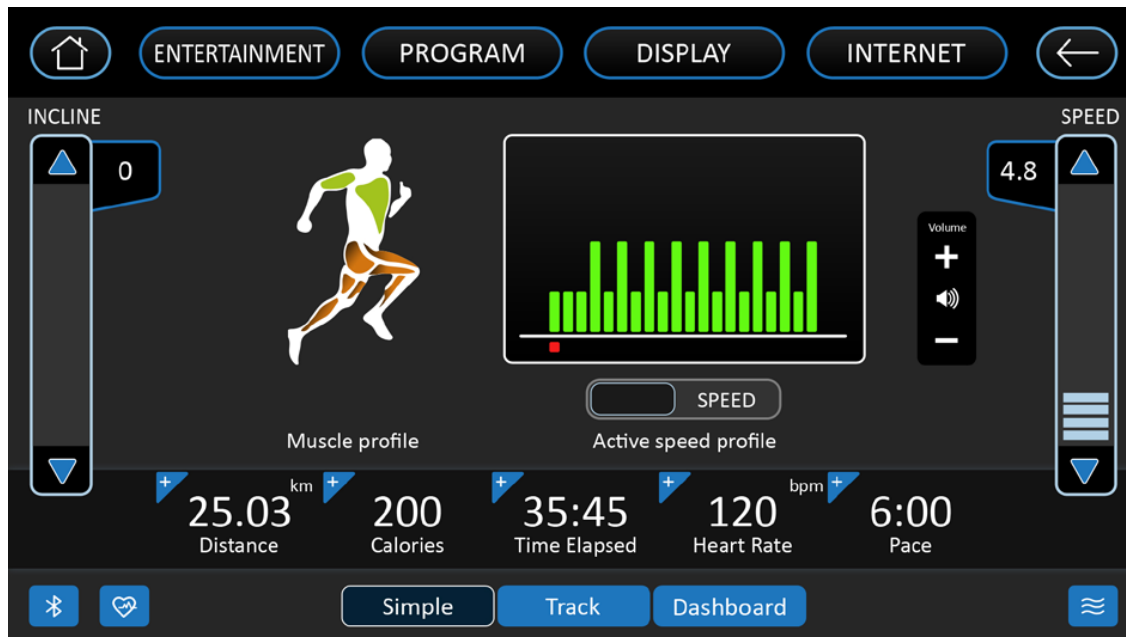 ENTERTAINMENT
PROGRAM
DISPLAY
INTERNET
INCLINE
SPEED
0
4.8
Volume
SPEED
Muscle profile
Active speed profile
25.03 km
200
35:45
120 bpm
6:00
Distance
Calories
Time Elapsed
Heart Rate
Pace
Simple
Track
Dashboard